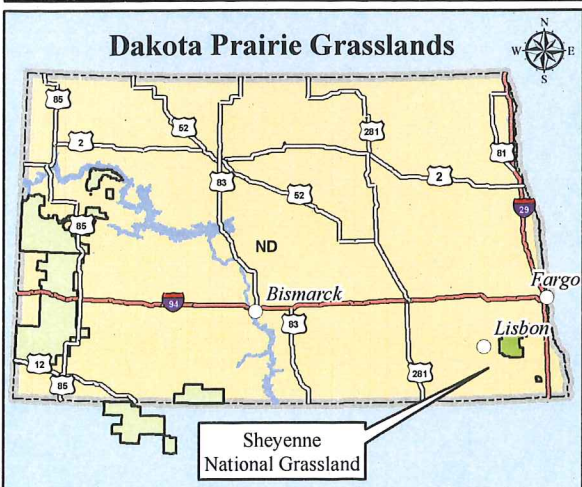 Dakota Prairie Grasslands
N
W E
S
85
52
281
81
2
83
2
52
29
85
ND
Fargo
Bismarck
94
83
Lisbon
12
85
281
Sheyenne
National Grassland